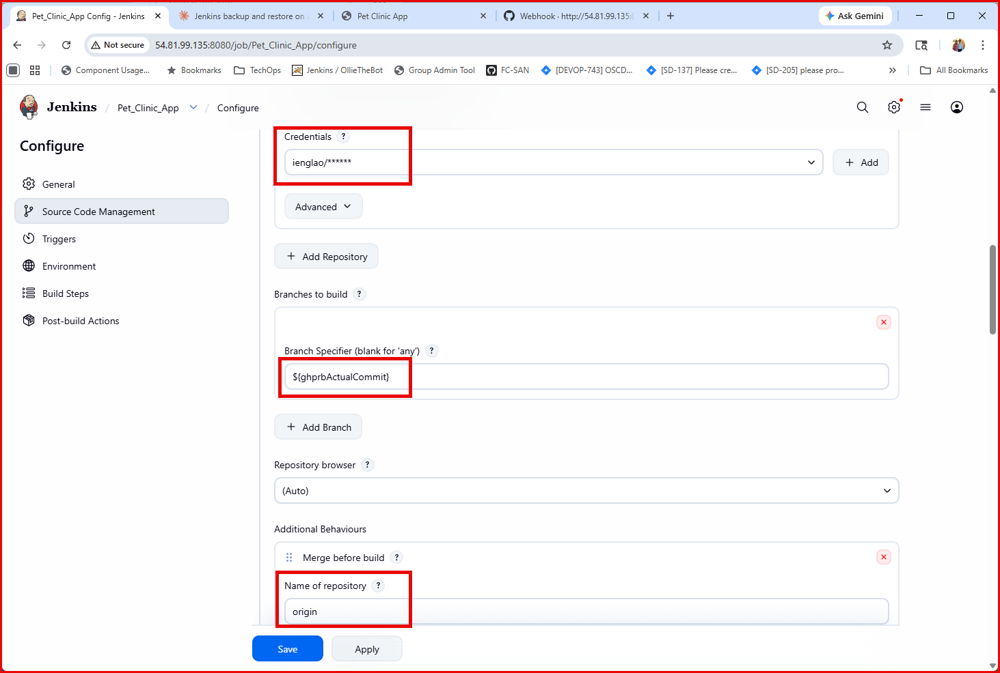 Pet_Clinic_App Config - Jenkins
Jenkins backup and restore on
Pet Clinic App
Webhook · http://54.81.99.135:8
Ask Gemini
Not secure
54.81.99.135:8080/job/Pet_Clinic_App/configure
Component Usage...
Bookmarks
TechOps
Jenkins / OllieTheBot
Group Admin Tool
FC-SAN
[DEVOP-743] OSCD...
[SD-137] Please cre...
[SD-205] please pro...
All Bookmarks
Jenkins / Pet_Clinic_App / Configure
Configure
General
Source Code Management
Triggers
Environment
Build Steps
Post-build Actions
Credentials ?
ienglao/******
+ Add
Advanced
+ Add Repository
Branches to build ?
Branch Specifier (blank for 'any') ?
${ghprbActualCommit}
+ Add Branch
Repository browser ?
(Auto)
Additional Behaviours
Merge before build ?
Name of repository ?
origin
Save
Apply